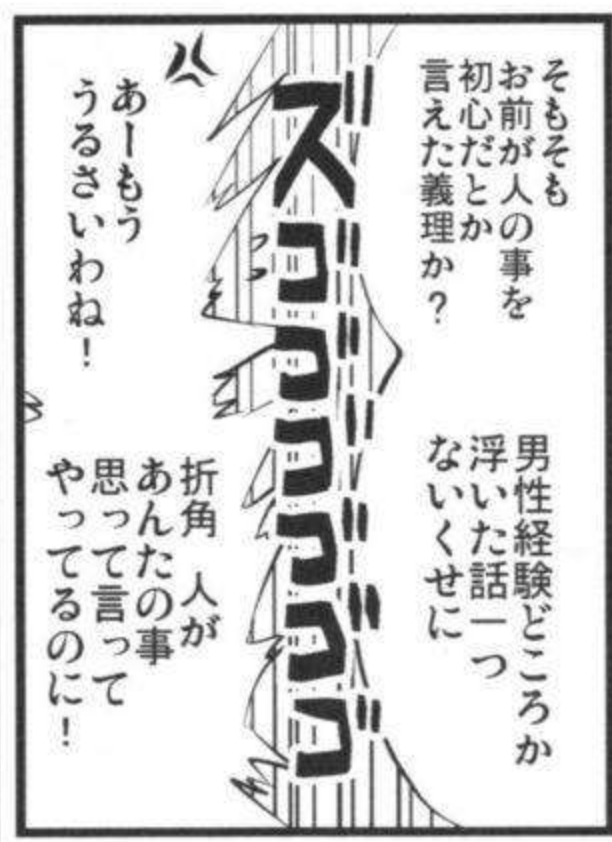 そもそも
お前が人の事を
初心だとか
言えた義理か?
男性経験どころか
浮いた話一つ
ないくせに
ズゴゴゴゴゴゴ
あーもう
うるさいわね!
折角 人が
あんたの事
思って言って
やってるのに!